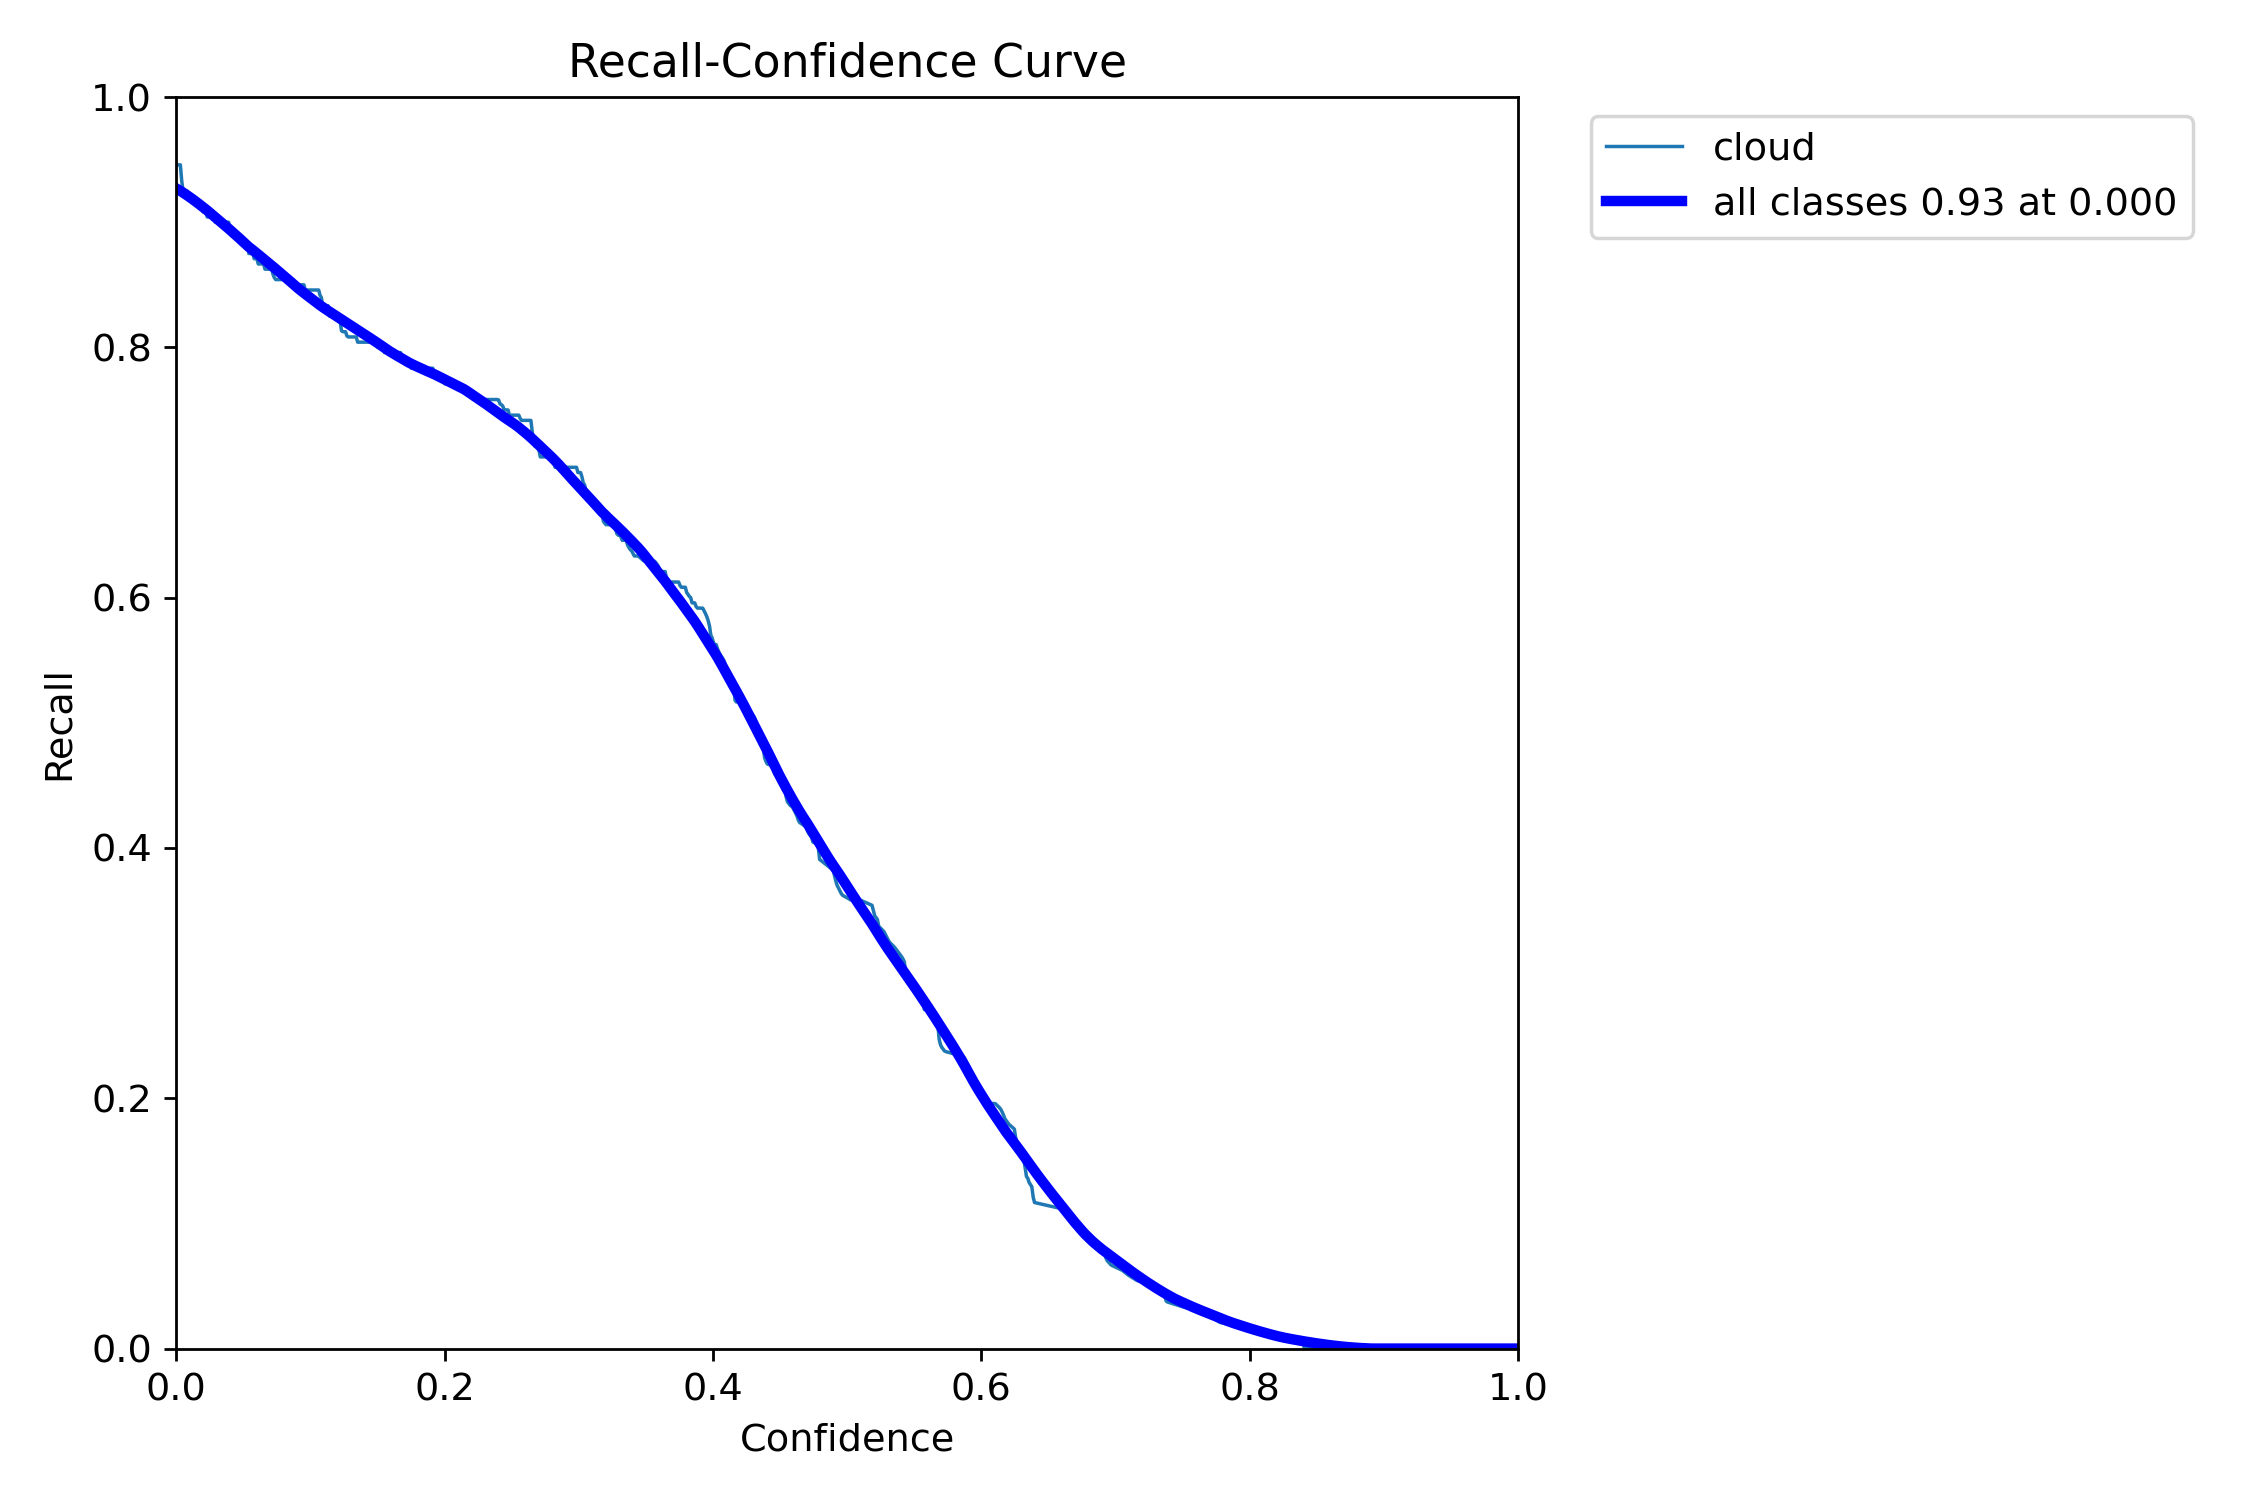 Recall-Confidence Curve
cloud
all classes 0.93 at 0.000
Recall
1.0
0.8
0.6
0.4
0.2
0.0
0.0 0.2 0.4 0.6 0.8 1.0
Confidence